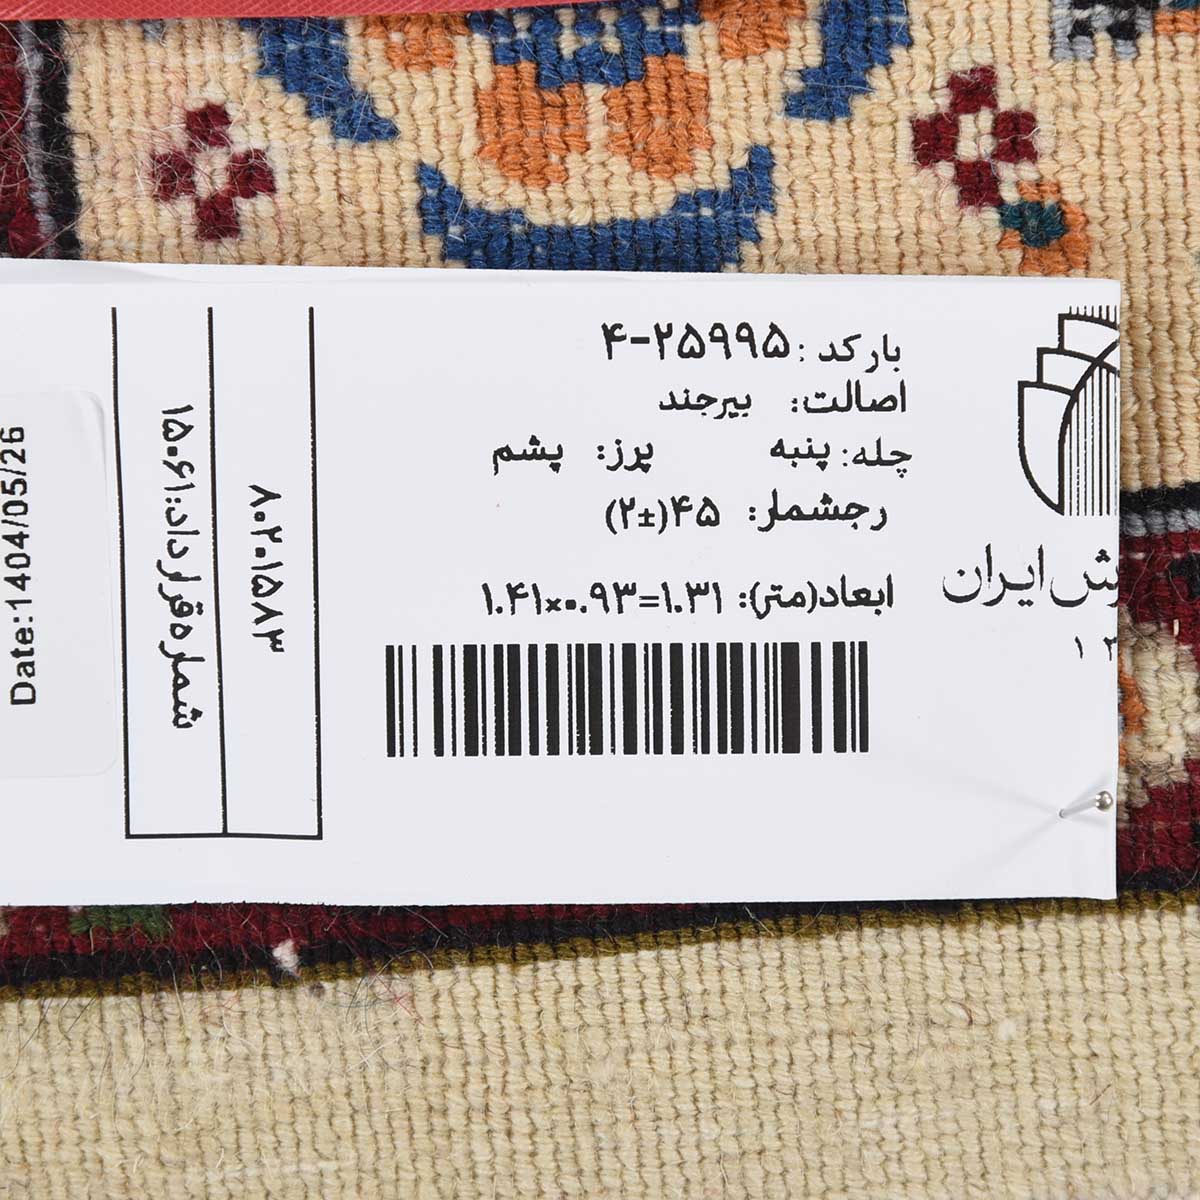 بارکد: ۲۵۹۹۵-۴
اصالت: بیرجند
چله: پنبه پرز: پشم
رجشمار: ۴۵(±۲)
ابعاد(متر): ۱.۴۱×۰.۹۳=۱.۳۱
ایران
۸۰۲۰۱۵۸۳
شماره قرارداد:۱۵۰۶۱
Date:1404/05/26